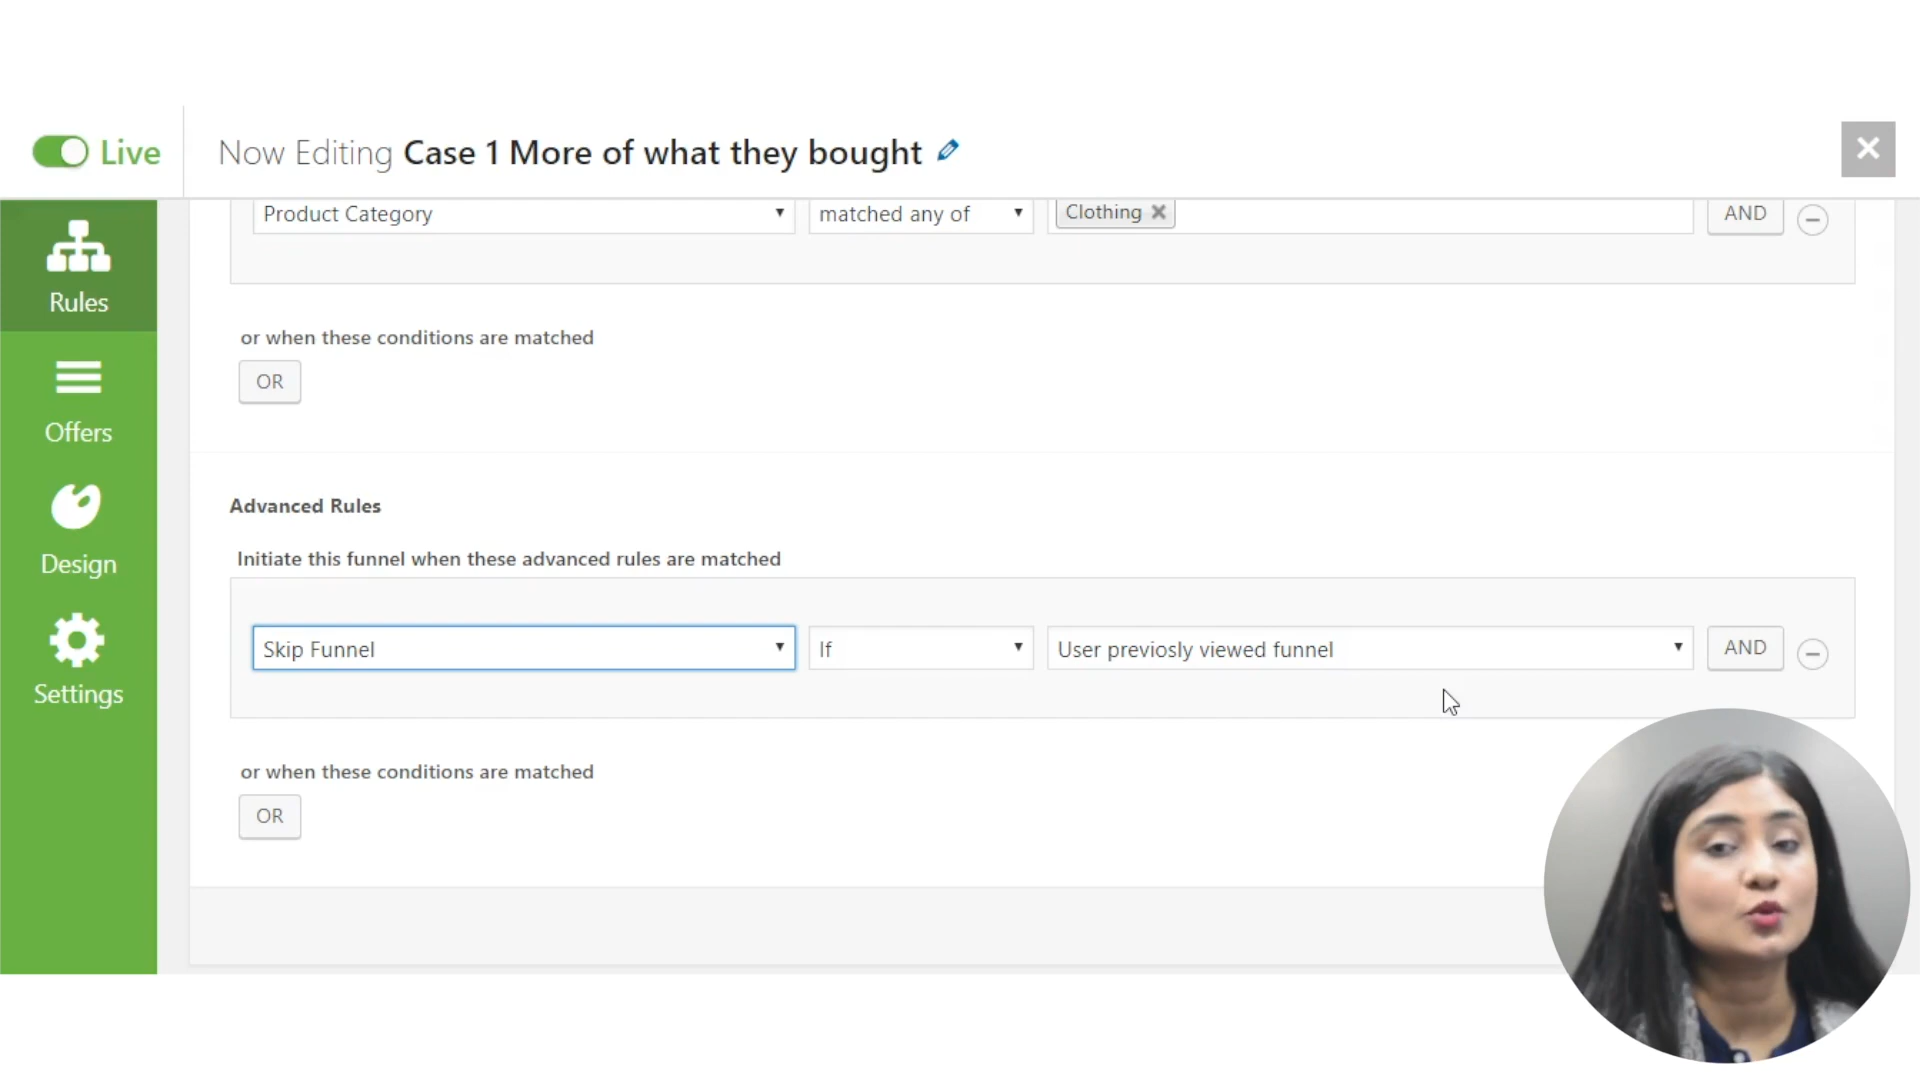 Live
Now Editing Case 1 More of what they bought
Rules
Offers
Design
Settings
Product Category matched any of Clothing AND
or when these conditions are matched
OR
Advanced Rules
Initiate this funnel when these advanced rules are matched
Skip Funnel If User previosly viewed funnel AND
or when these conditions are matched
OR